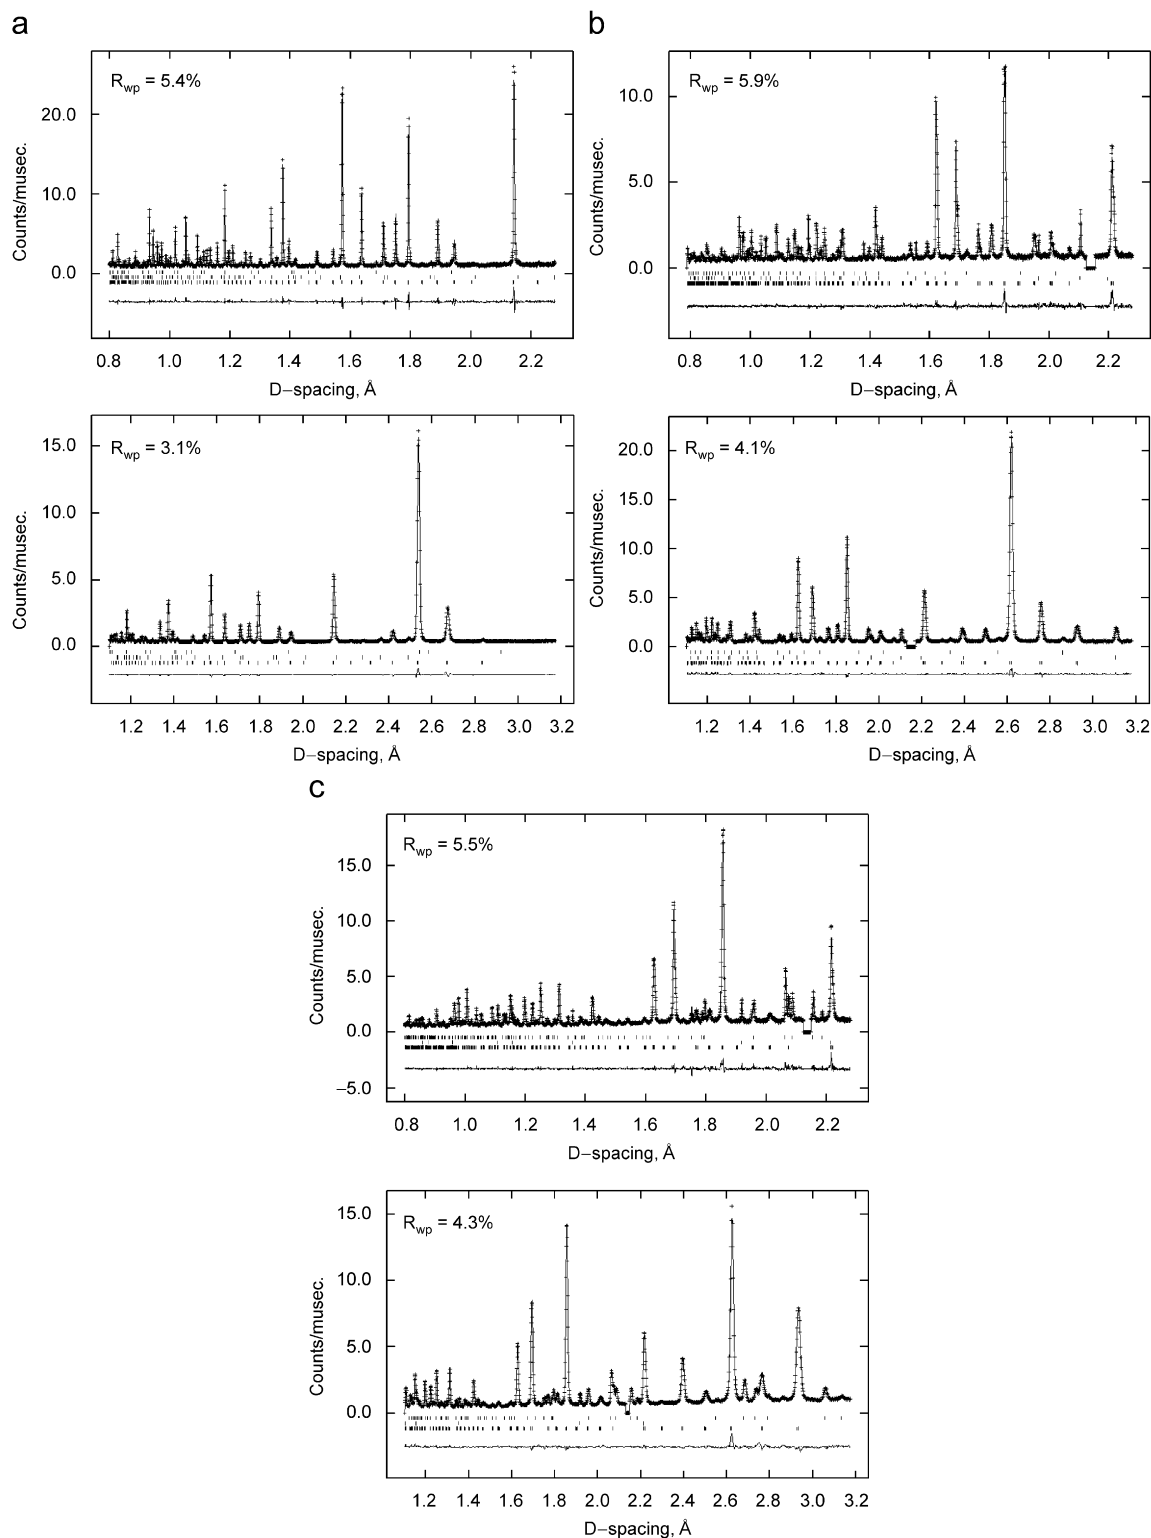 a
b
R_wp = 5.4%
Counts/musec.
20.0
10.0
0.0
0.8 1.0 1.2 1.4 1.6 1.8 2.0 2.2
D−spacing, Å
R_wp = 5.9%
Counts/musec.
10.0
5.0
0.0
0.8 1.0 1.2 1.4 1.6 1.8 2.0 2.2
D−spacing, Å
R_wp = 3.1%
Counts/musec.
15.0
10.0
5.0
0.0
1.2 1.4 1.6 1.8 2.0 2.2 2.4 2.6 2.8 3.0 3.2
D−spacing, Å
R_wp = 4.1%
Counts/musec.
20.0
15.0
10.0
5.0
0.0
1.2 1.4 1.6 1.8 2.0 2.2 2.4 2.6 2.8 3.0 3.2
D−spacing, Å
c
R_wp = 5.5%
Counts/musec.
15.0
10.0
5.0
0.0
−5.0
0.8 1.0 1.2 1.4 1.6 1.8 2.0 2.2
D−spacing, Å
R_wp = 4.3%
Counts/musec.
15.0
10.0
5.0
0.0
1.2 1.4 1.6 1.8 2.0 2.2 2.4 2.6 2.8 3.0 3.2
D−spacing, Å